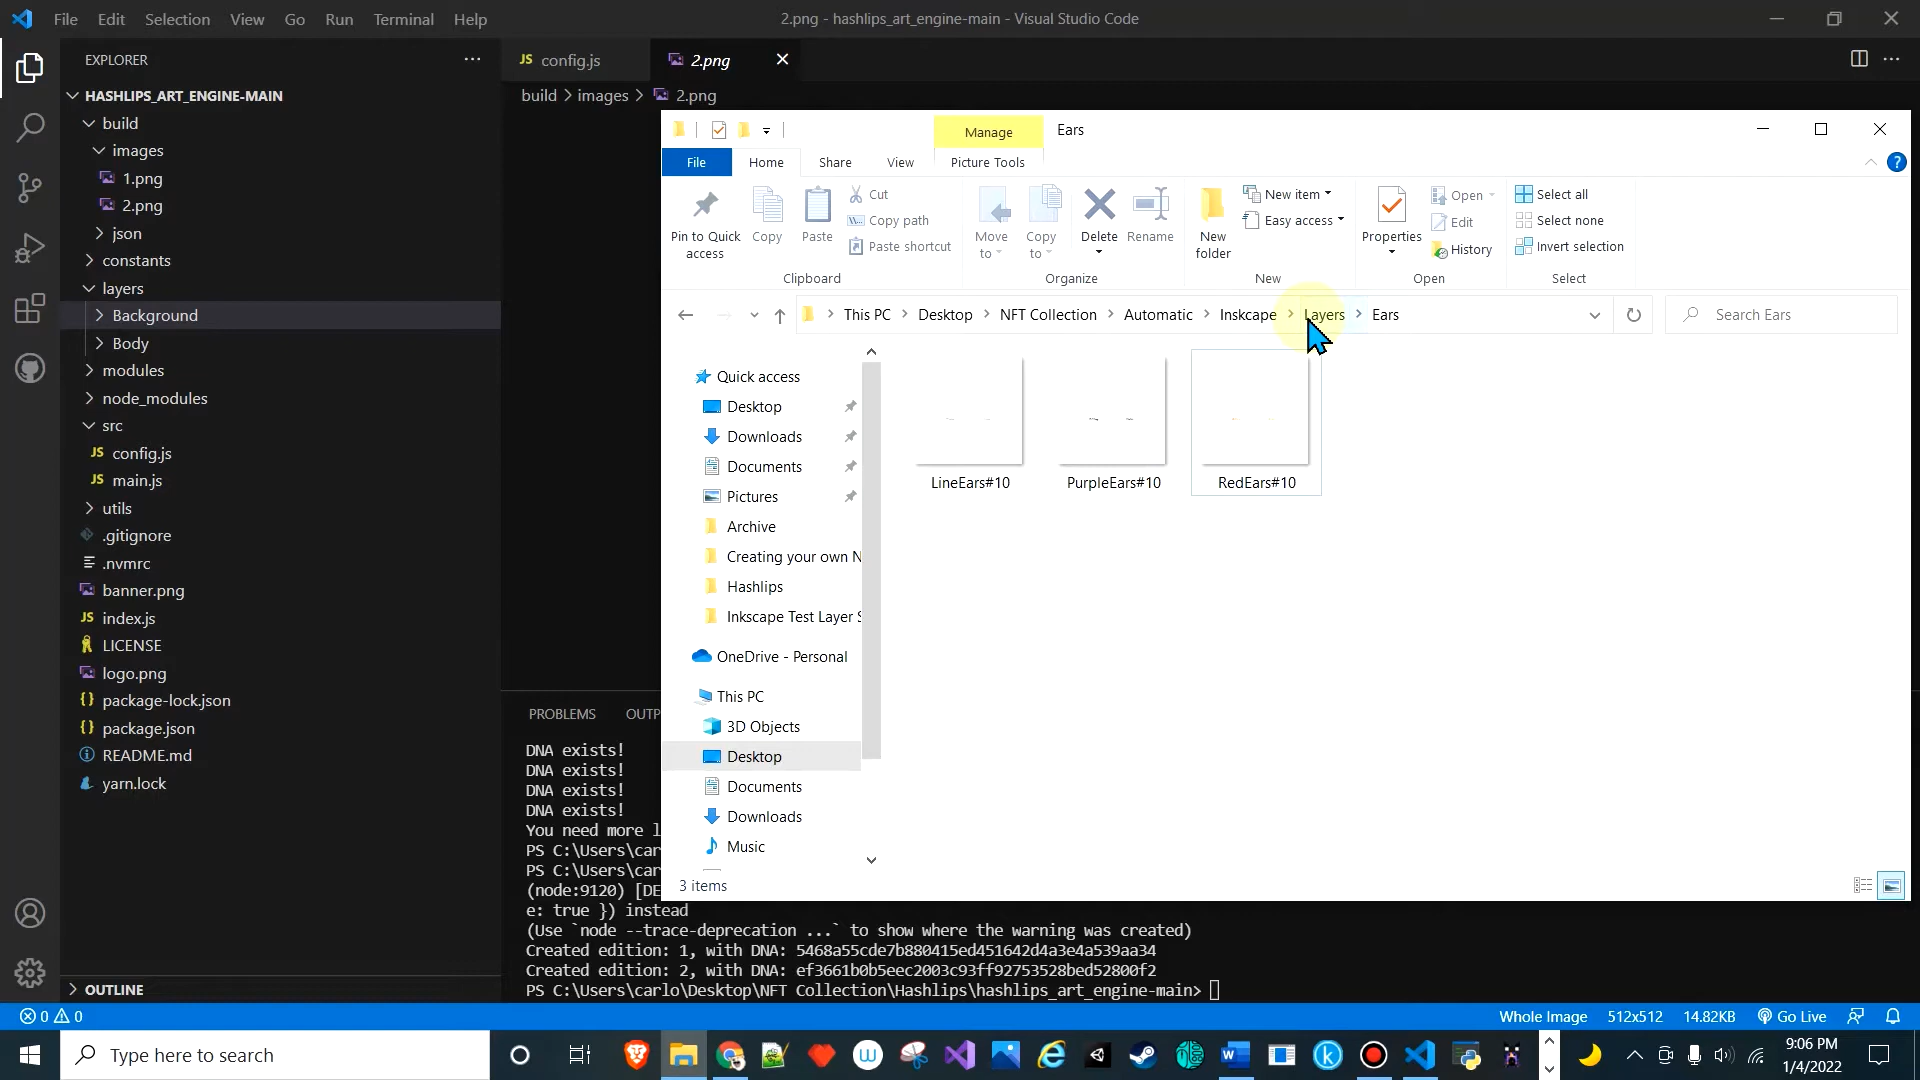 File Edit Selection View Go Run Terminal Help
2.png - hashlips_art_engine-main - Visual Studio Code
EXPLORER
HASHLIPS_ART_ENGINE-MAIN
build
images
1.png
2.png
json
constants
layers
Background
Body
modules
node_modules
src
config.js
main.js
utils
.gitignore
.nvmrc
banner.png
index.js
LICENSE
logo.png
package-lock.json
package.json
README.md
yarn.lock
OUTLINE
JS config.js
2.png
build > images > 2.png
Manage
Ears
File
Home
Share
View
Picture Tools
Pin to Quick access
Copy
Paste
Cut
Copy path
Paste shortcut
Clipboard
Move to
Copy to
Delete
Rename
Organize
New folder
New item
Easy access
New
Properties
Open
Edit
History
Open
Select all
Select none
Invert selection
Select
This PC > Desktop > NFT Collection > Automatic > Inskcape > Layers > Ears
Search Ears
Quick access
Desktop
Downloads
Documents
Pictures
Archive
Creating your own N
Hashlips
Inkscape Test Layer S
OneDrive - Personal
This PC
3D Objects
Desktop
Documents
Downloads
Music
LineEars#10
PurpleEars#10
RedEars#10
3 items
PROBLEMS OUTP
DNA exists!
DNA exists!
DNA exists!
DNA exists!
You need more l
PS C:\Users\car
PS C:\Users\car
(node:9120) [DE
e: true }) instead
(Use `node --trace-deprecation ...` to show where the warning was created)
Created edition: 1, with DNA: 5468a55cde7b880415ed451642d4a3e4a539aa34
Created edition: 2, with DNA: ef3661b0b5eec2003c93ff92753528bed52800f2
PS C:\Users\carlo\Desktop\NFT Collection\Hashlips\hashlips_art_engine-main>
0 0
Whole Image 512x512 14.82KB Go Live
Type here to search
9:06 PM
1/4/2022